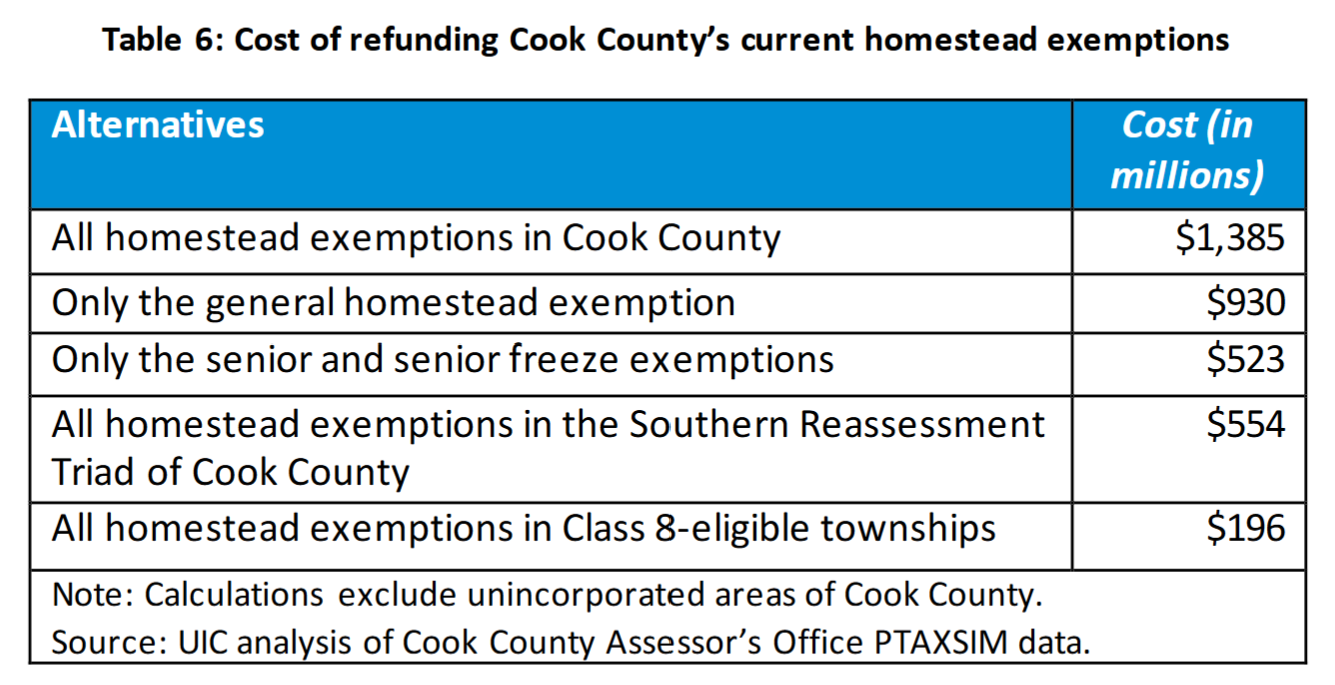 Table 6: Cost of refunding Cook County's current homestead exemptions
Alternatives
Cost (in
millions)
All homestead exemptions in Cook County
$1,385
Only the general homestead exemption
$930
Only the senior and senior freeze exemptions
$523
All homestead exemptions in the Southern Reassessment
Triad of Cook County
$554
All homestead exemptions in Class 8-eligible townships
$196
Note: Calculations exclude unincorporated areas of Cook County.
Source: UIC analysis of Cook County Assessor's Office PTAXSIM data.